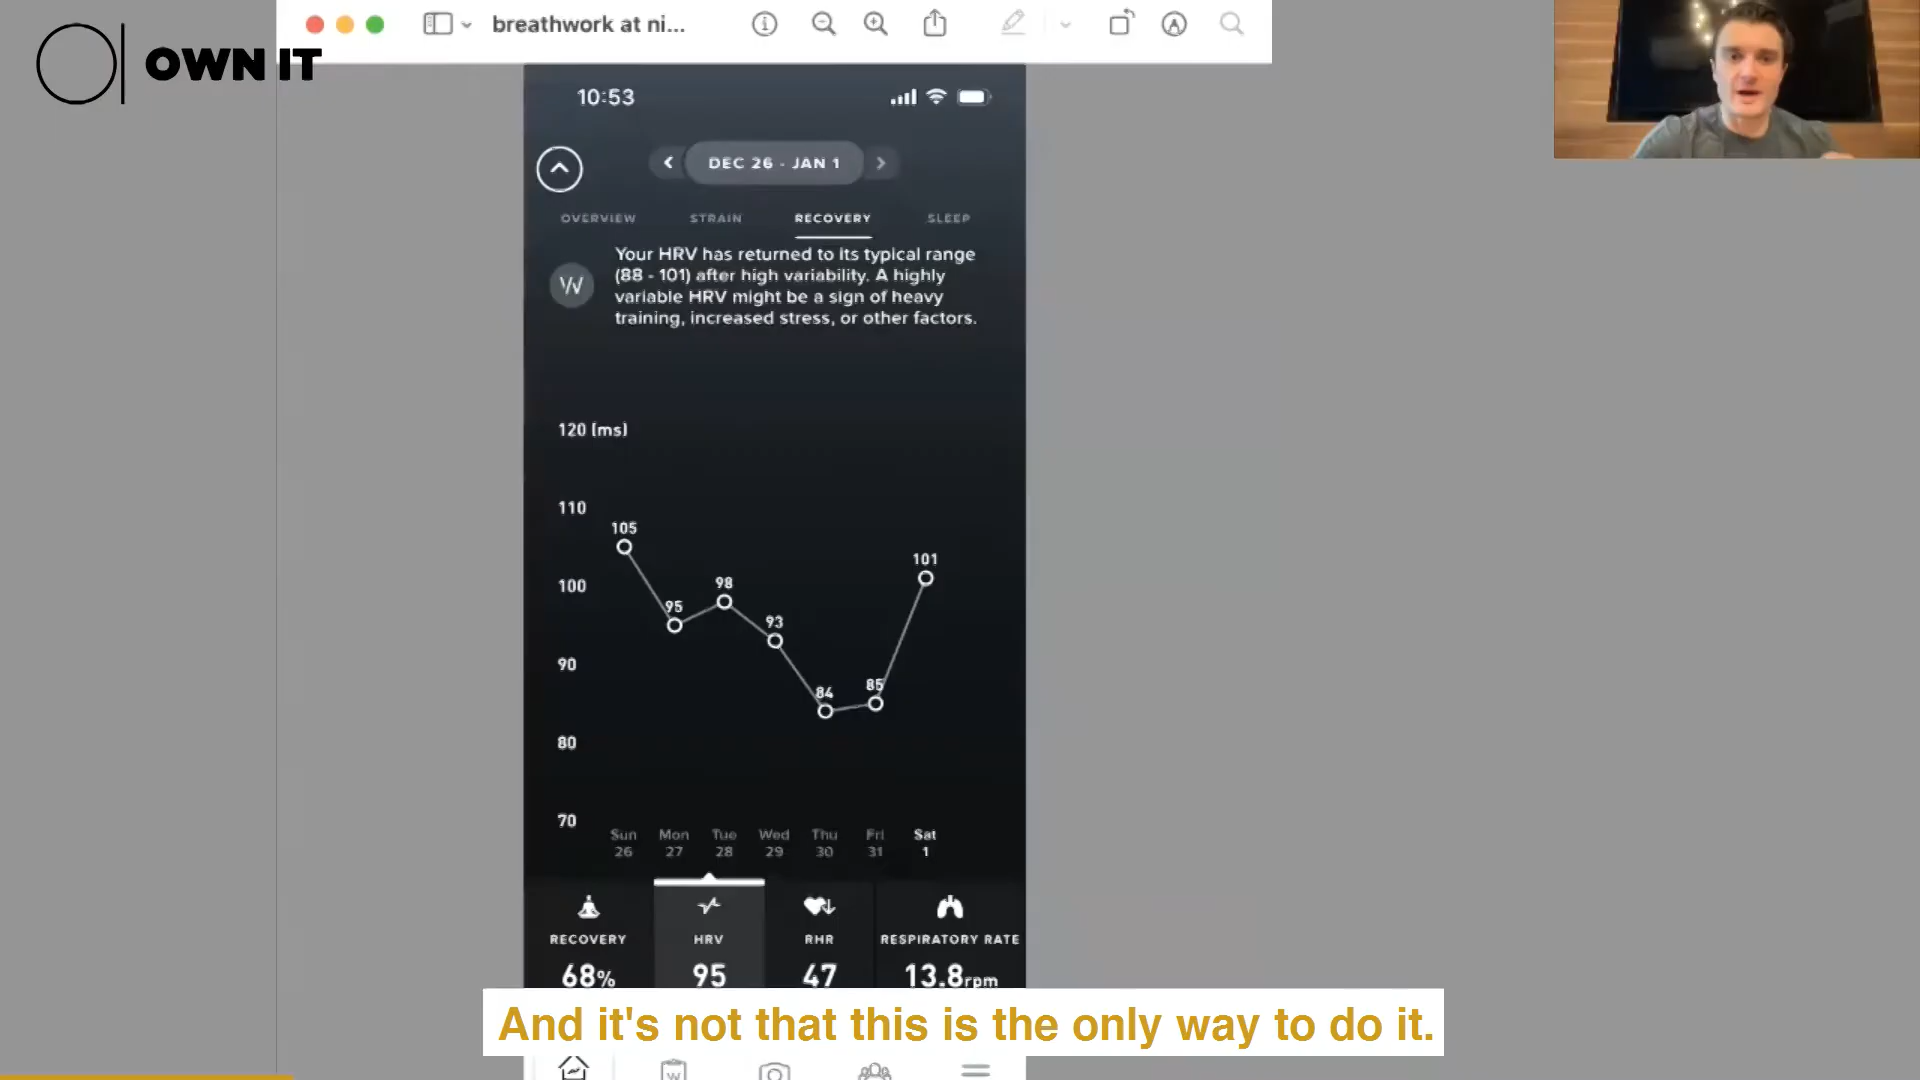 OWN IT
breathwork at ni...
10:53
DEC 26 - JAN 1
OVERVIEW STRAIN RECOVERY SLEEP
W
Your HRV has returned to its typical range
(88 - 101) after high variability. A highly
variable HRV might be a sign of heavy
training, increased stress, or other factors.
120 (ms)
110
105
101
100
98
95
93
90
85
84
80
70
Sun Mon Tue Wed Thu Fri Sat
26 27 28 29 30 31 1
RECOVERY HRV RHR RESPIRATORY RATE
68% 95 47 13.8rpm
And it's not that this is the only way to do it.
W